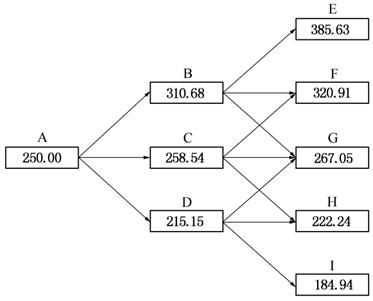 E
385.63
B
F
310.68
320.91
A
C
G
250.00
258.54
267.05
D
H
215.15
222.24
I
184.94